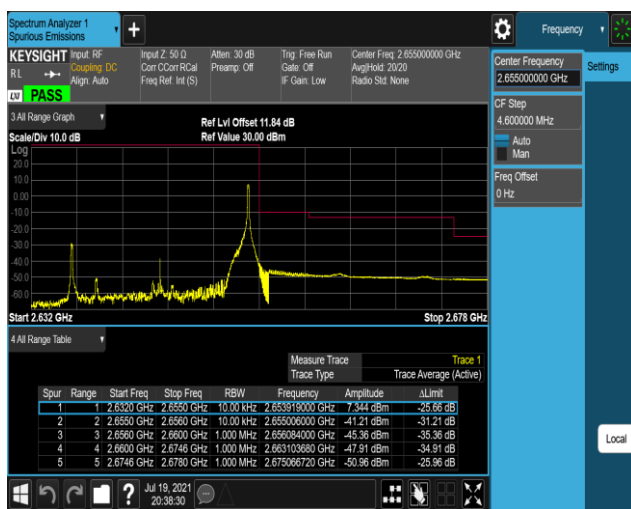 Spectrum Analyzer 1
Spurious Emissions
+
Frequency
KEYSIGHT
RL
LXI
PASS
Input: RF
Coupling: DC
Align: Auto
Input Z: 50 Ω
Corr CCorr RCal
Freq Ref: Int (S)
Atten: 30 dB
Preamp: Off
Trig: Free Run
Gate: Off
IF Gain: Low
Center Freq: 2.655000000 GHz
Avg|Hold: 20/20
Radio Std: None
Center Frequency
2.655000000 GHz
Settings
CF Step
4.600000 MHz
Auto
Man
Freq Offset
0 Hz
Local
3 All Range Graph
Scale/Div 10.0 dB
Ref Lvl Offset 11.84 dB
Ref Value 30.00 dBm
Log
20.0
10.0
0.00
-10.0
-20.0
-30.0
-40.0
-50.0
-60.0
Start 2.632 GHz
Stop 2.678 GHz
4 All Range Table
Measure Trace Trace 1
Trace Type Trace Average (Active)
Spur Range Start Freq Stop Freq RBW Frequency Amplitude ΔLimit
1 1 2.6320 GHz 2.6550 GHz 10.00 kHz 2.653919000 GHz 7.344 dBm -25.66 dB
2 2 2.6550 GHz 2.6560 GHz 10.00 kHz 2.655006000 GHz -41.21 dBm -31.21 dB
3 3 2.6560 GHz 2.6600 GHz 1.000 MHz 2.656084000 GHz -45.36 dBm -35.36 dB
4 4 2.6600 GHz 2.6746 GHz 1.000 MHz 2.663103680 GHz -47.91 dBm -34.91 dB
5 5 2.6746 GHz 2.6780 GHz 1.000 MHz 2.675066720 GHz -50.96 dBm -25.96 dB
?
Jul 19, 2021
20:38:30